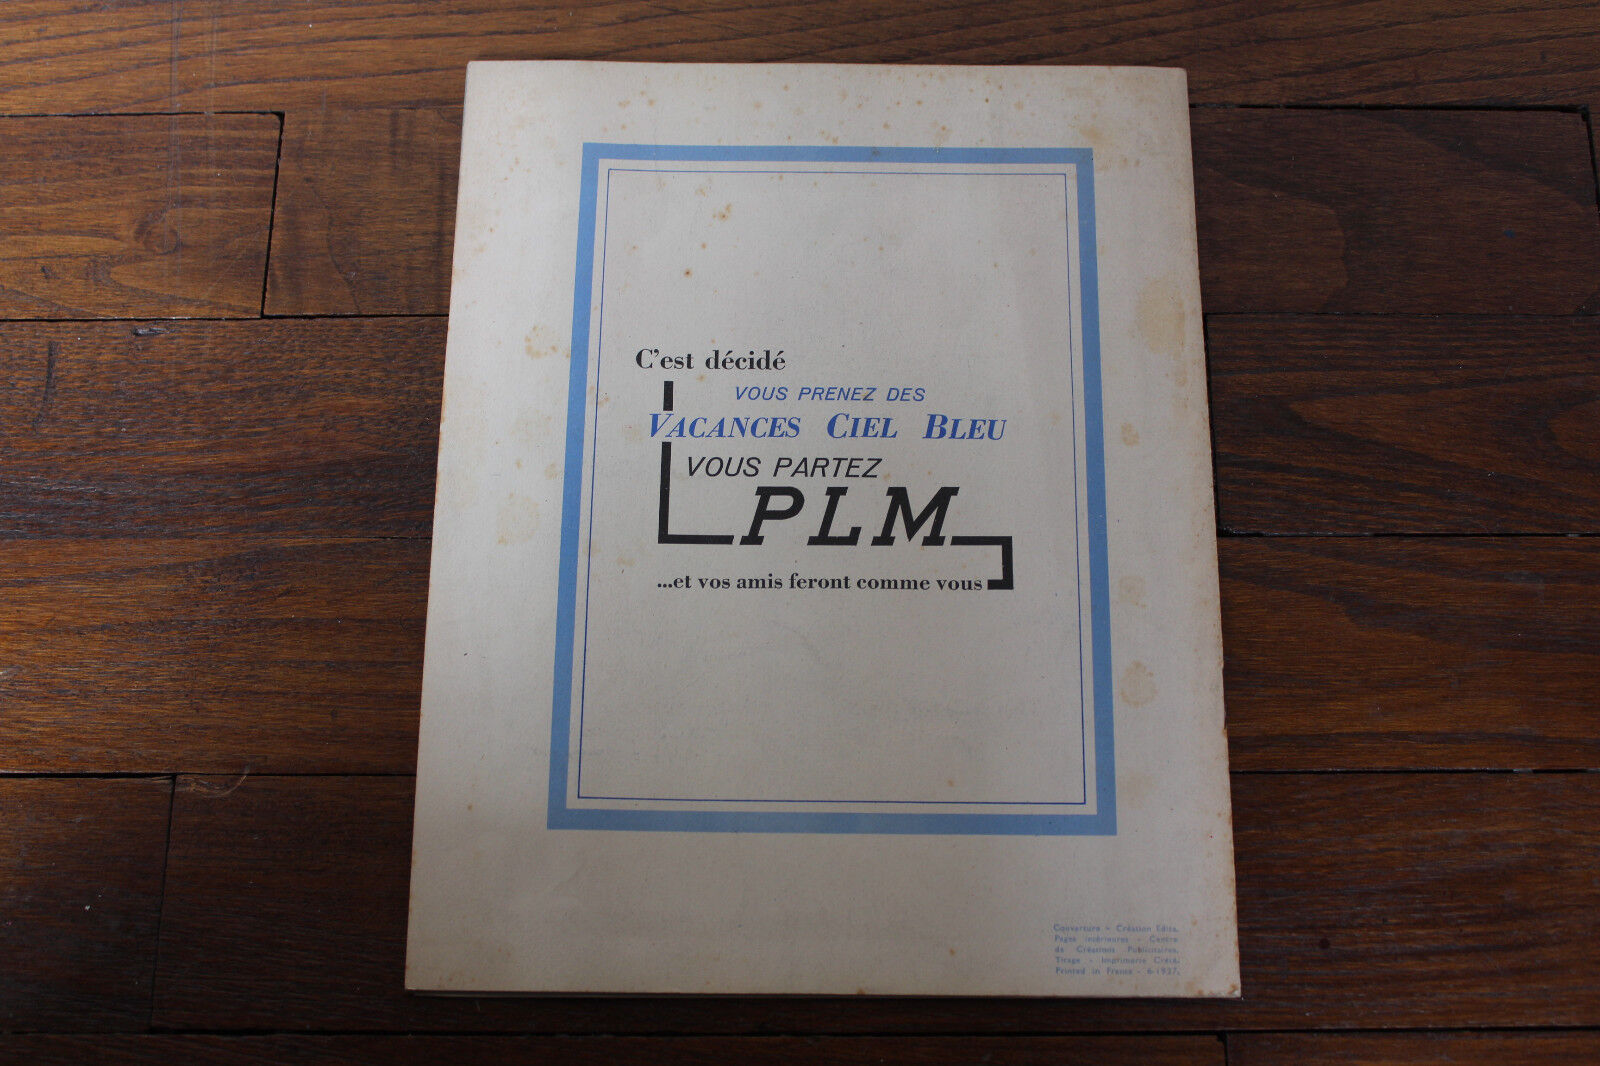 C'est décidé
VOUS PRENEZ DES
VACANCES CIEL BLEU
VOUS PARTEZ
PLM
...et vos amis feront comme vous
Couverture - Création Edita.
Pages intérieures - Centre
de Créations Publicitaires.
Tirage - Imprimerie Crété.
Printed in France - 6-1937.